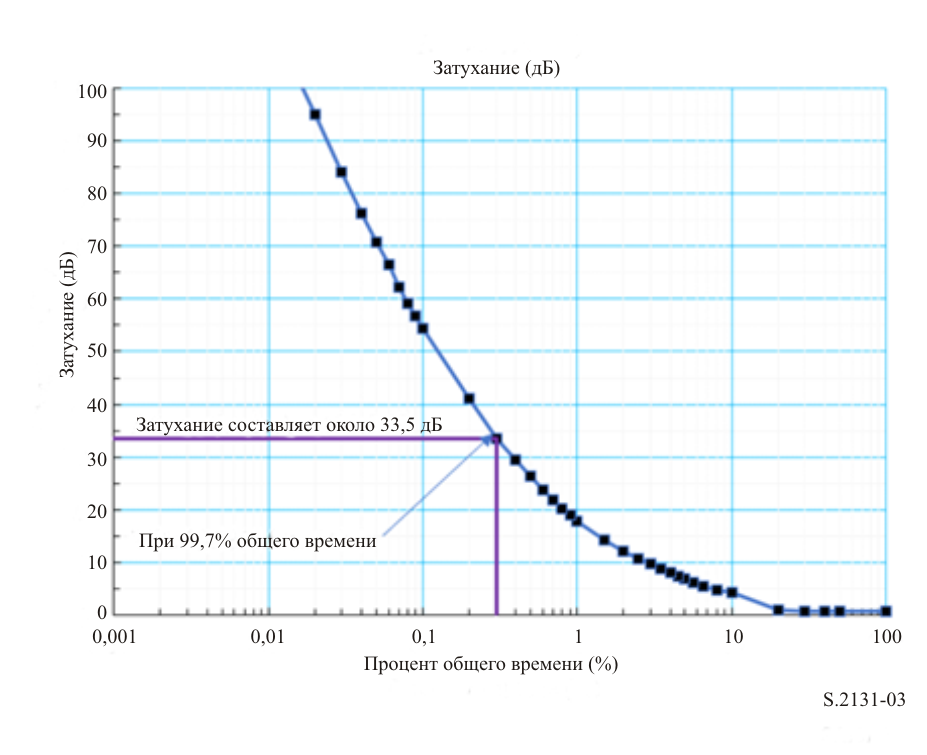 Затухание (дБ)
100
90
80
70
60
50
40
30
20
10
0
Затухание (дБ)
Затухание составляет около 33,5 дБ
При 99,7% общего времени
0,001
0,01
0,1
1
10
100
Процент общего времени (%)
S.2131-03